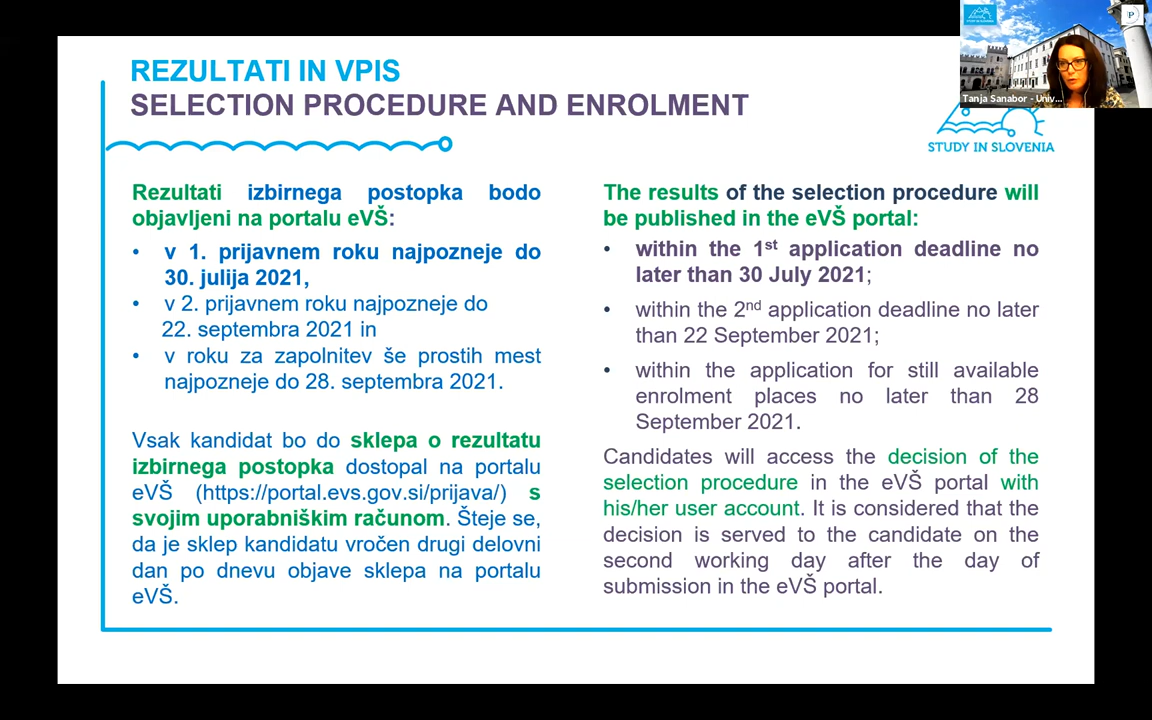 REZULTATI IN VPIS
SELECTION PROCEDURE AND ENROLMENT
Tanja Sanabor - Univ...
P
STUDY IN SLOVENIA
Rezultati izbirnega postopka bodo
objavljeni na portalu eVŠ:
• v 1. prijavnem roku najpozneje do
30. julija 2021,
• v 2. prijavnem roku najpozneje do
22. septembra 2021 in
• v roku za zapolnitev še prostih mest
najpozneje do 28. septembra 2021.
Vsak kandidat bo do sklepa o rezultatu
izbirnega postopka dostopal na portalu
eVŠ (https://portal.evs.gov.si/prijava/) s
svojim uporabniškim računom. Šteje se,
da je sklep kandidatu vročen drugi delovni
dan po dnevu objave sklepa na portalu
eVŠ.
The results of the selection procedure will
be published in the eVŠ portal:
• within the 1st application deadline no
later than 30 July 2021;
• within the 2nd application deadline no later
than 22 September 2021;
• within the application for still available
enrolment places no later than 28
September 2021.
Candidates will access the decision of the
selection procedure in the eVŠ portal with
his/her user account. It is considered that the
decision is served to the candidate on the
second working day after the day of
submission in the eVŠ portal.